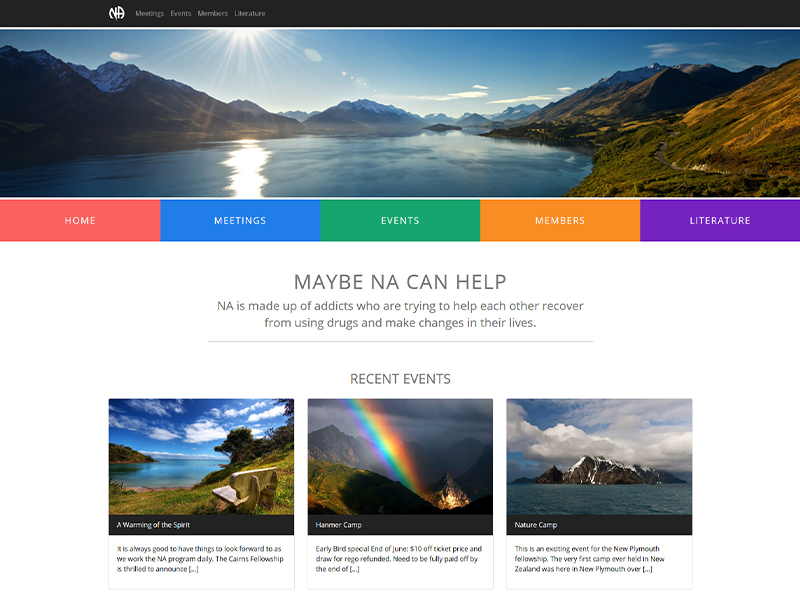 NA
Meetings Events Members Literature
HOME MEETINGS EVENTS MEMBERS LITERATURE
MAYBE NA CAN HELP
NA is made up of addicts who are trying to help each other recover
from using drugs and make changes in their lives.
RECENT EVENTS
A Warming of the Spirit
It is always good to have things to look forward to as
we work the NA program daily. The Cairns Fellowship
is thrilled to announce [...]
Hanmer Camp
Early Bird special End of June: $10 off ticket price and
draw for rego refunded. Need to be fully paid off by
the end of [...]
Nature Camp
This is an exciting event for the New Plymouth
fellowship. The very first camp ever held in New
Zealand was here in New Plymouth over [...]